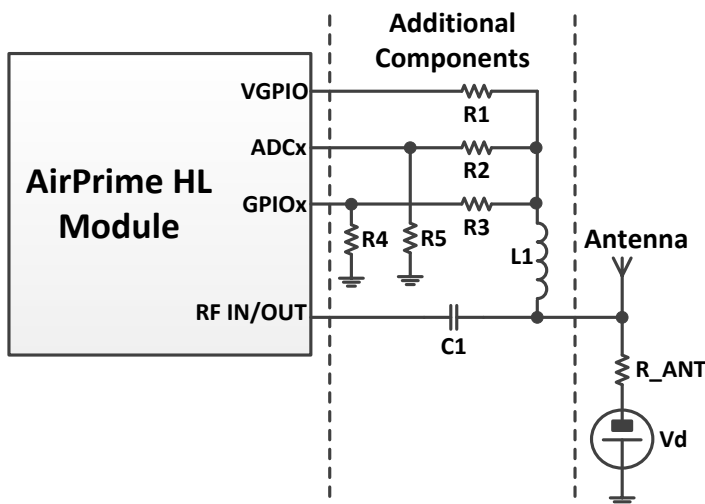 Additional
Components
VGPIO
R1
ADCx
R2
AirPrime HL
Module
GPIOx
R3
R4
R5
L1
Antenna
RF IN/OUT
C1
R_ANT
Vd